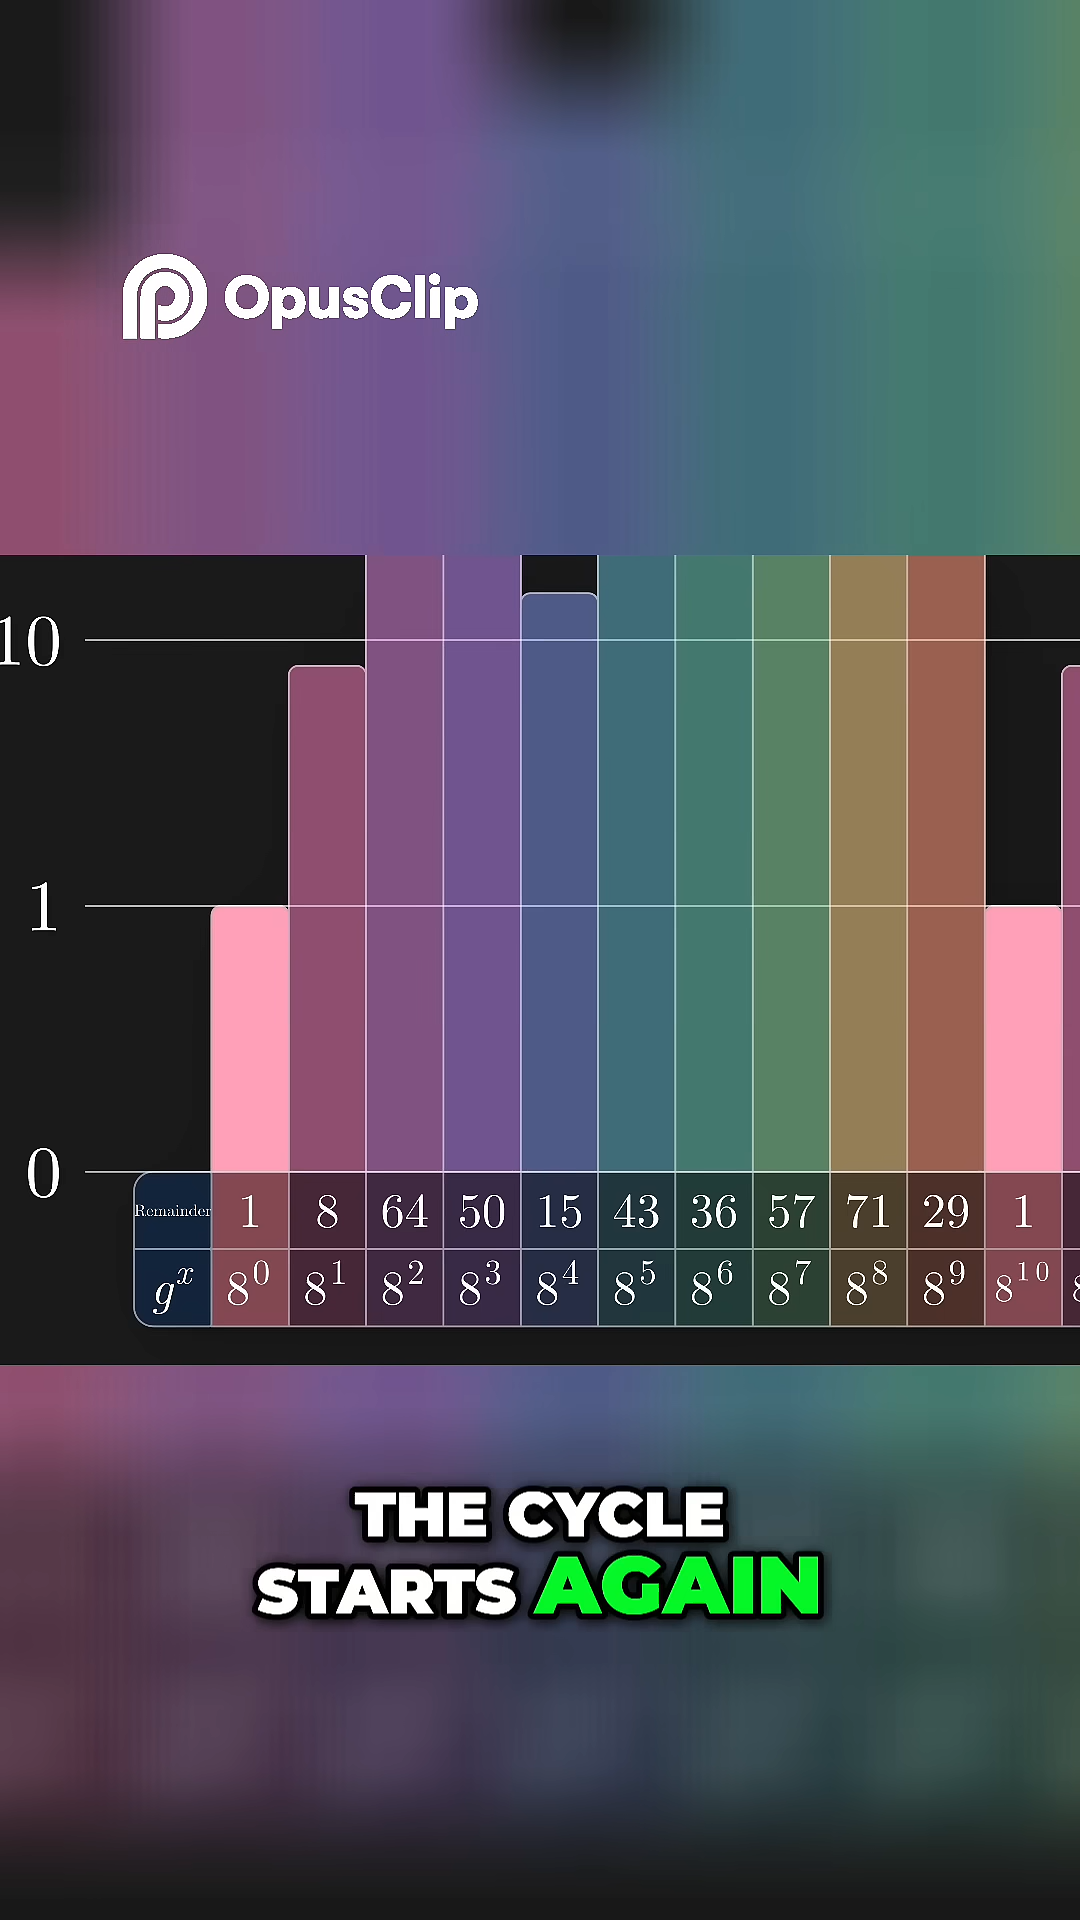 OpusClip
10
1
0
Remainder 1 8 64 50 15 43 36 57 71 29 1
g^x 8^0 8^1 8^2 8^3 8^4 8^5 8^6 8^7 8^8 8^9 8^10 8
THE CYCLE
STARTS AGAIN